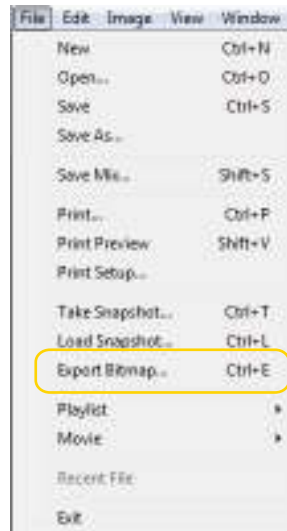 File Edit Image View Window
New Ctrl+N
Open... Ctrl+O
Save Ctrl+S
Save As...
Save Mix... Shift+S
Print... Ctrl+P
Print Preview Shift+V
Print Setup...
Take Snapshot... Ctrl+T
Load Snapshot... Ctrl+L
Export Bitmap... Ctrl+E
Playlist
Movie
Recent File
Exit